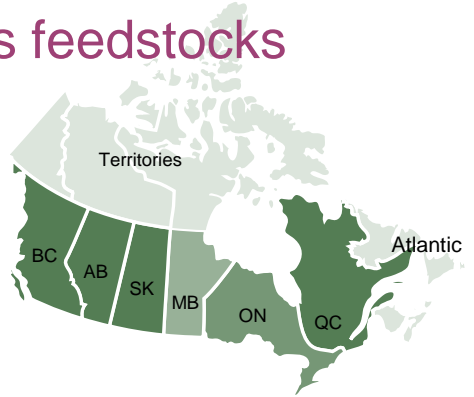 s feedstocks
Territories
Atlantic
BC
AB
SK
MB
ON
QC